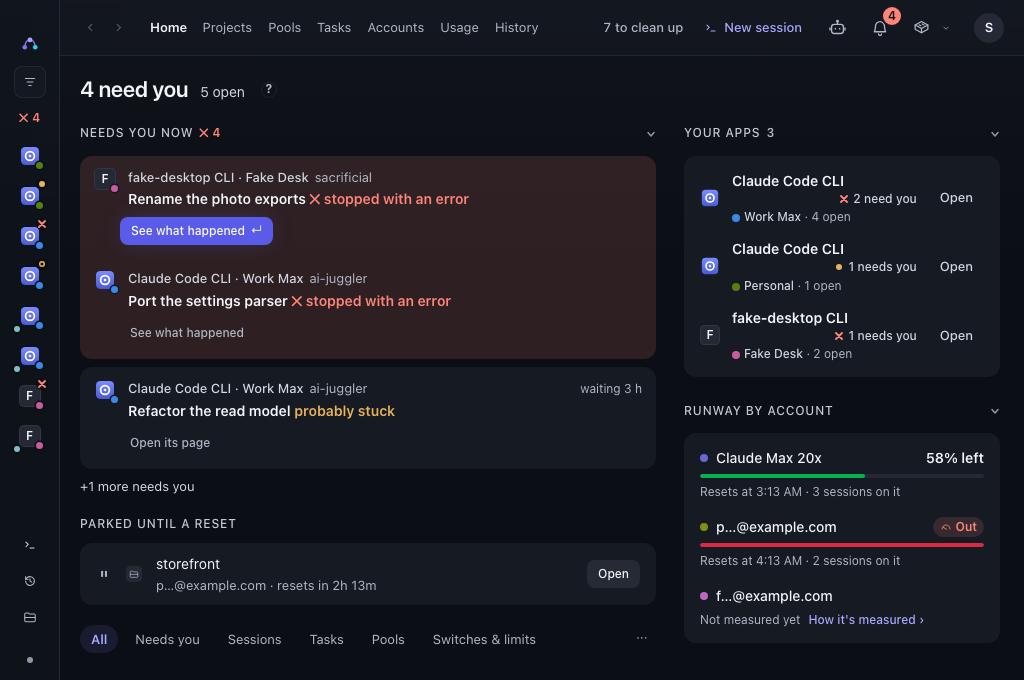 Home Projects Pools Tasks Accounts Usage History 7 to clean up New session 4 S
4
4 need you 5 open ?
NEEDS YOU NOW 4
F fake-desktop CLI · Fake Desk sacrificial
Rename the photo exports stopped with an error
See what happened
Claude Code CLI · Work Max ai-juggler
Port the settings parser stopped with an error
See what happened
Claude Code CLI · Work Max ai-juggler waiting 3 h
Refactor the read model probably stuck
Open its page
+1 more needs you
PARKED UNTIL A RESET
storefront
p...@example.com · resets in 2h 13m
Open
All Needs you Sessions Tasks Pools Switches & limits ...
YOUR APPS 3
Claude Code CLI
2 need you
Work Max · 4 open
Open
Claude Code CLI
1 needs you
Personal · 1 open
Open
F fake-desktop CLI
1 needs you
Fake Desk · 2 open
Open
RUNWAY BY ACCOUNT
Claude Max 20x 58% left
Resets at 3:13 AM · 3 sessions on it
p...@example.com Out
Resets at 4:13 AM · 2 sessions on it
f...@example.com
Not measured yet How it's measured ›
F
F